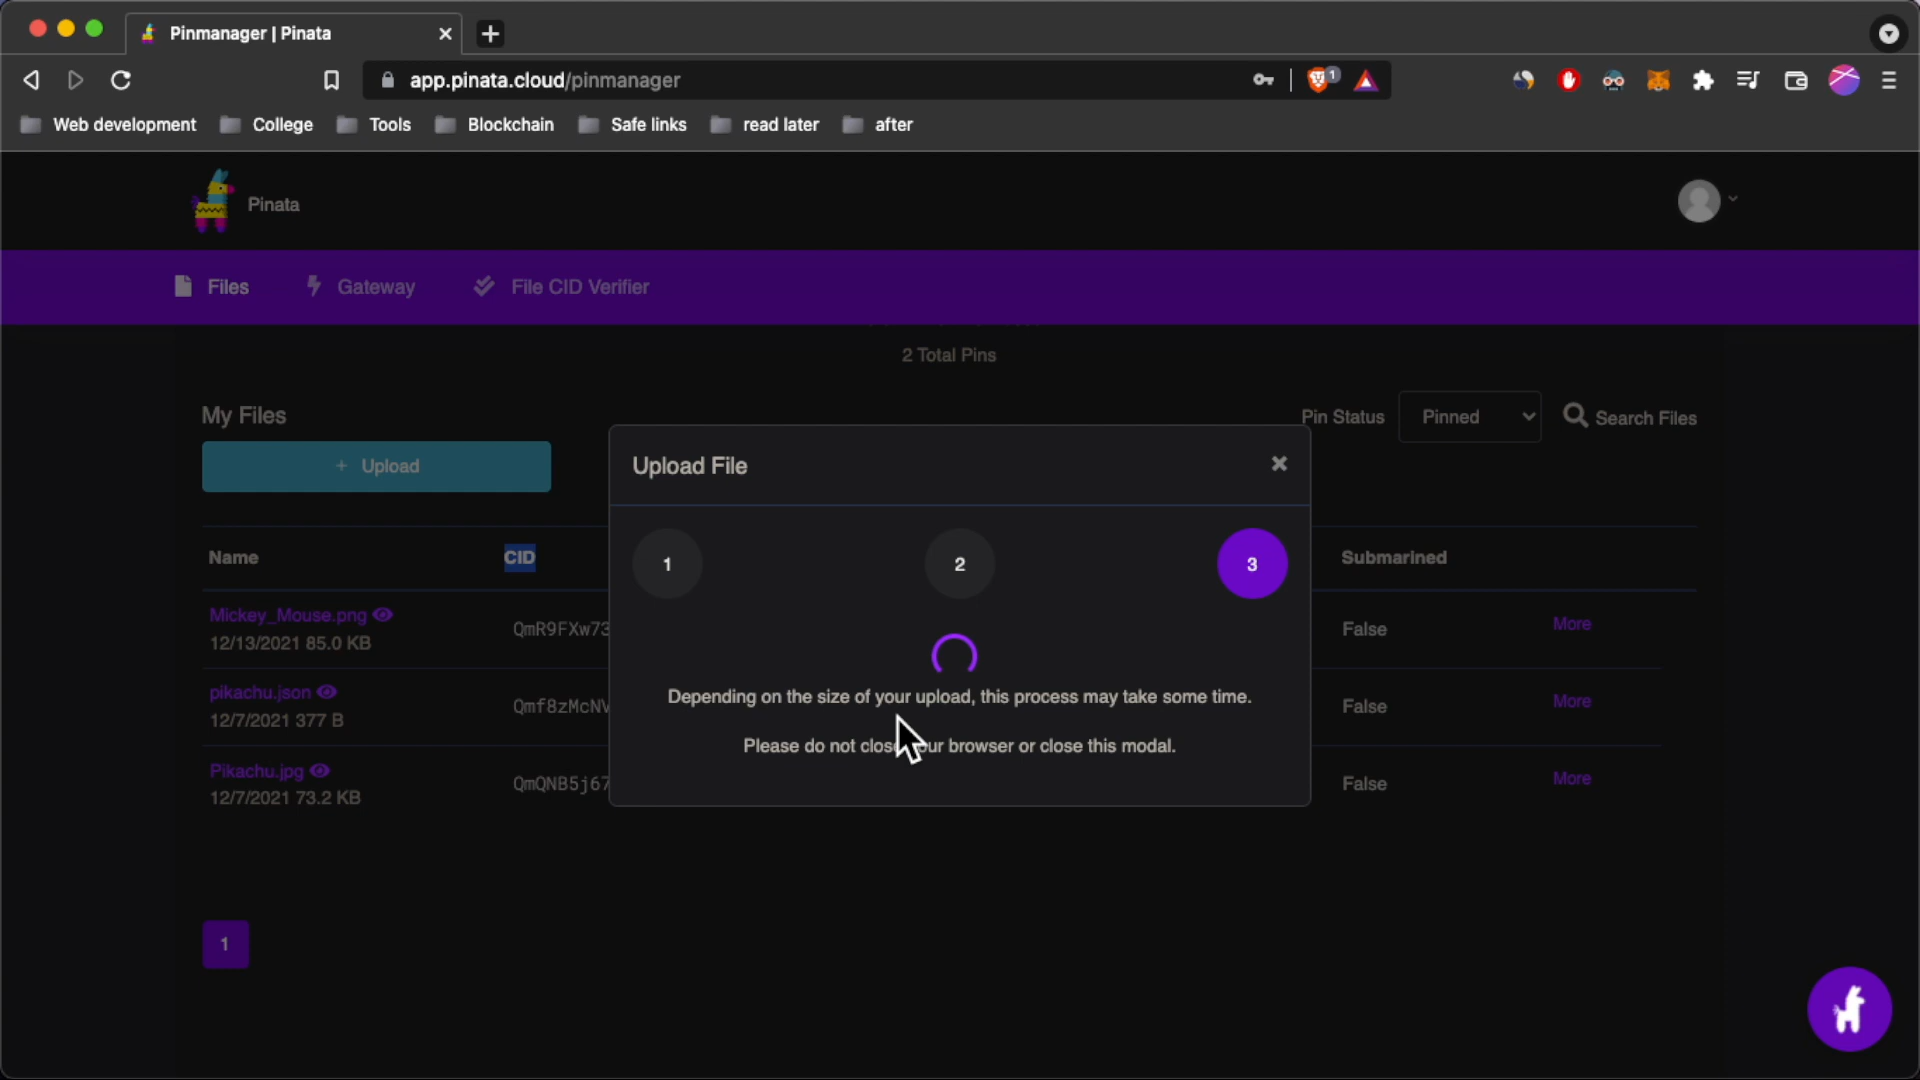 Pinmanager | Pinata
app.pinata.cloud/pinmanager
1
Web development
College
Tools
Blockchain
Safe links
read later
after
Pinata
Files
Gateway
File CID Verifier
2 Total Pins
My Files
Pin Status
Pinned
Search Files
+ Upload
Upload File
1
2
3
Name
CID
Submarined
Mickey_Mouse.png
12/13/2021 85.0 KB
QmR9FXw73
False
More
pikachu.json
12/7/2021 377 B
Qmf8zMcNV
False
More
Pikachu.jpg
12/7/2021 73.2 KB
QmQNB5j67
False
More
Depending on the size of your upload, this process may take some time.
Please do not close your browser or close this modal.
1